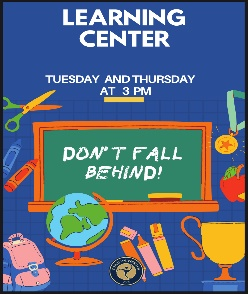 LEARNING
CENTER
TUESDAY AND THURSDAY
AT 3 PM
DON'T FALL
BEHIND!